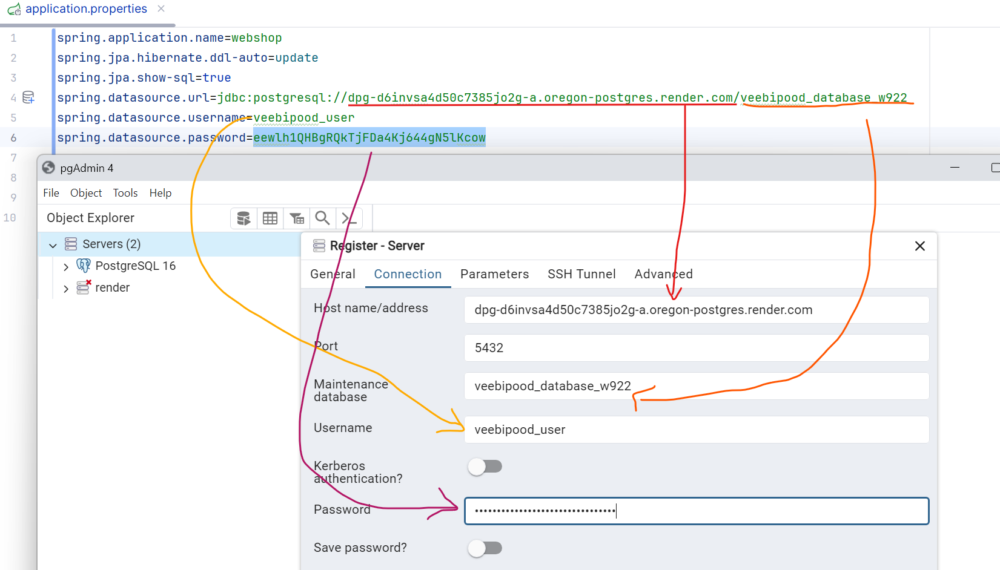 application.properties
1 spring.application.name=webshop
2 spring.jpa.hibernate.ddl-auto=update
3 spring.jpa.show-sql=true
4 spring.datasource.url=jdbc:postgresql://dpg-d6invsa4d50c7385jo2g-a.oregon-postgres.render.com/veebipood_database_w922
5 spring.datasource.username=veebipood_user
6 spring.datasource.password=eewlh1QHBgRQkTjFDa4Kj644gN5lKcow
7
8
9
10
pgAdmin 4
File Object Tools Help
Object Explorer
Servers (2)
PostgreSQL 16
render
Register - Server
General Connection Parameters SSH Tunnel Advanced
Host name/address
dpg-d6invsa4d50c7385jo2g-a.oregon-postgres.render.com
Port
5432
Maintenance
database
veebipood_database_w922
Username
veebipood_user
Kerberos
authentication?
Password
••••••••••••••••••••••••••••••••
Save password?